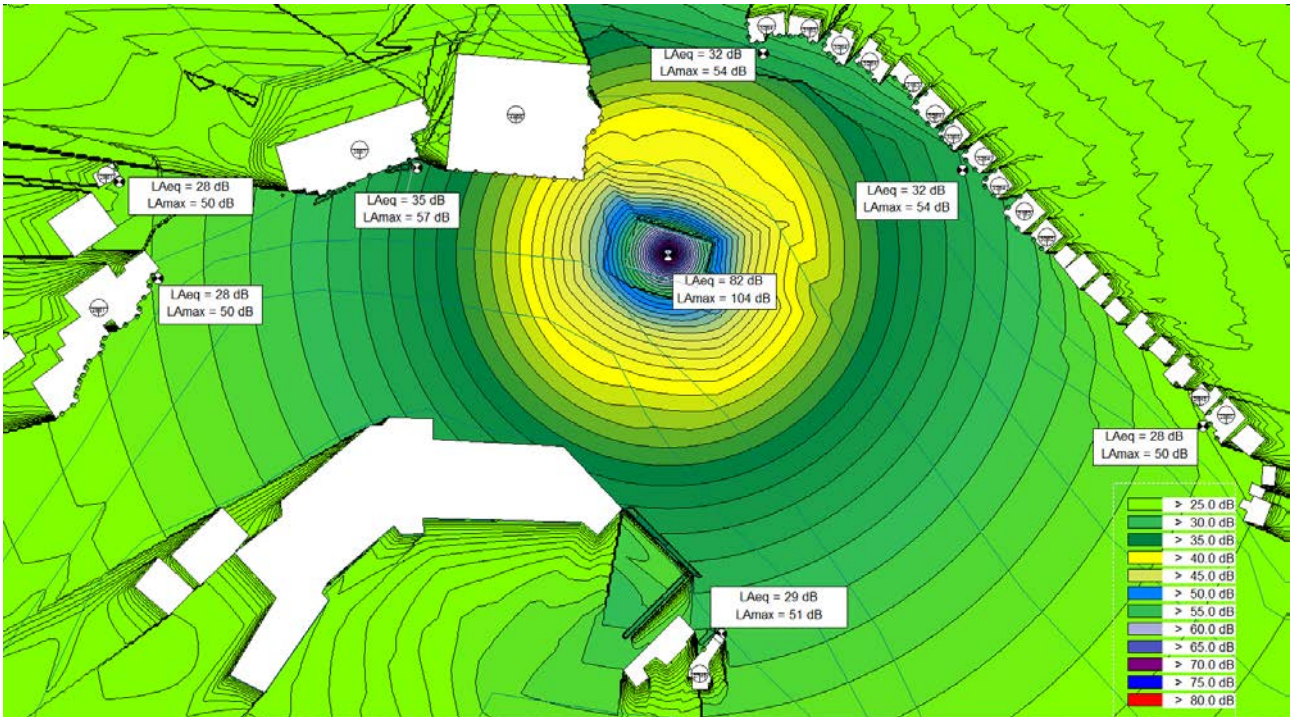 LAeq = 32 dB
LAmax = 54 dB
LAeq = 28 dB
LAmax = 50 dB
LAeq = 35 dB
LAmax = 57 dB
LAeq = 32 dB
LAmax = 54 dB
LAeq = 82 dB
LAmax = 104 dB
LAeq = 28 dB
LAmax = 50 dB
LAeq = 28 dB
LAmax = 50 dB
LAeq = 29 dB
LAmax = 51 dB
> 25.0 dB
> 30.0 dB
> 35.0 dB
> 40.0 dB
> 45.0 dB
> 50.0 dB
> 55.0 dB
> 60.0 dB
> 65.0 dB
> 70.0 dB
> 75.0 dB
> 80.0 dB